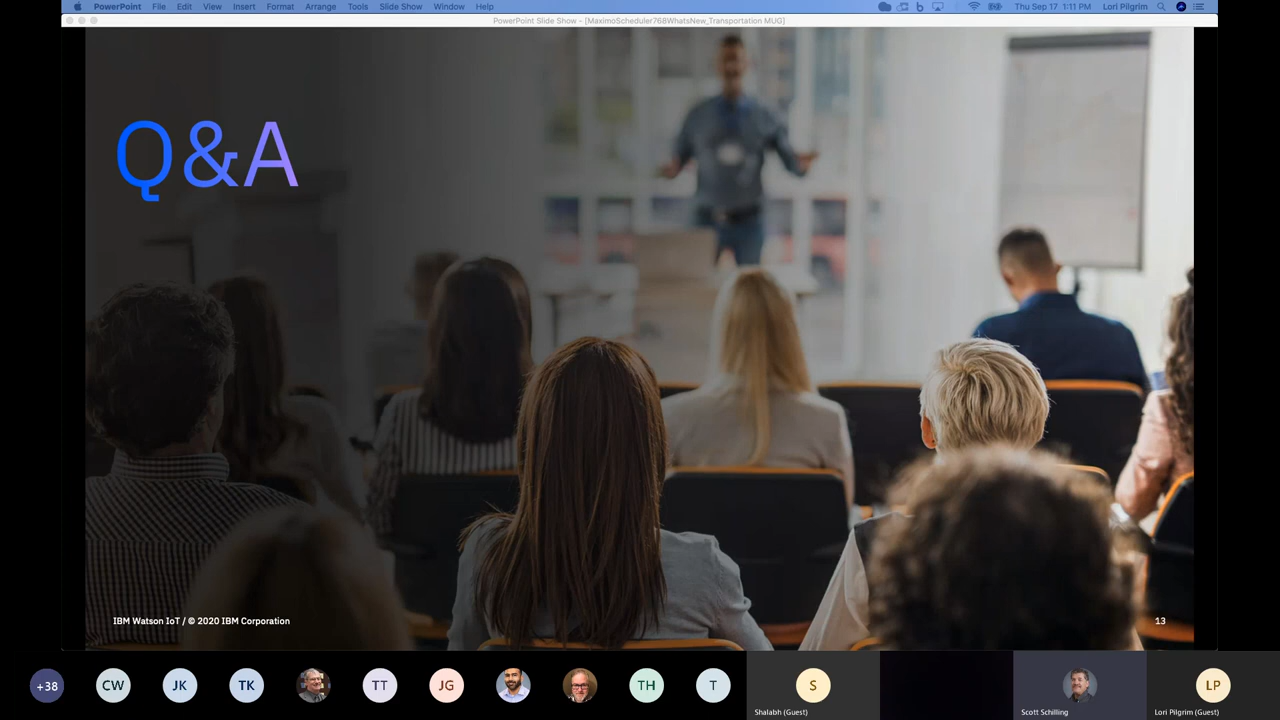 PowerPoint File Edit View Insert Format Arrange Tools Slide Show Window Help Thu Sep 17 1:11 PM Lori Pilgrim
PowerPoint Slide Show - [MaximoScheduler768WhatsNew_Transportation MUG]
Q&A
IBM Watson IoT / © 2020 IBM Corporation
13
+38 CW JK TK TT JG TH T S LP
Shalabh (Guest) Scott Schilling Lori Pilgrim (Guest)